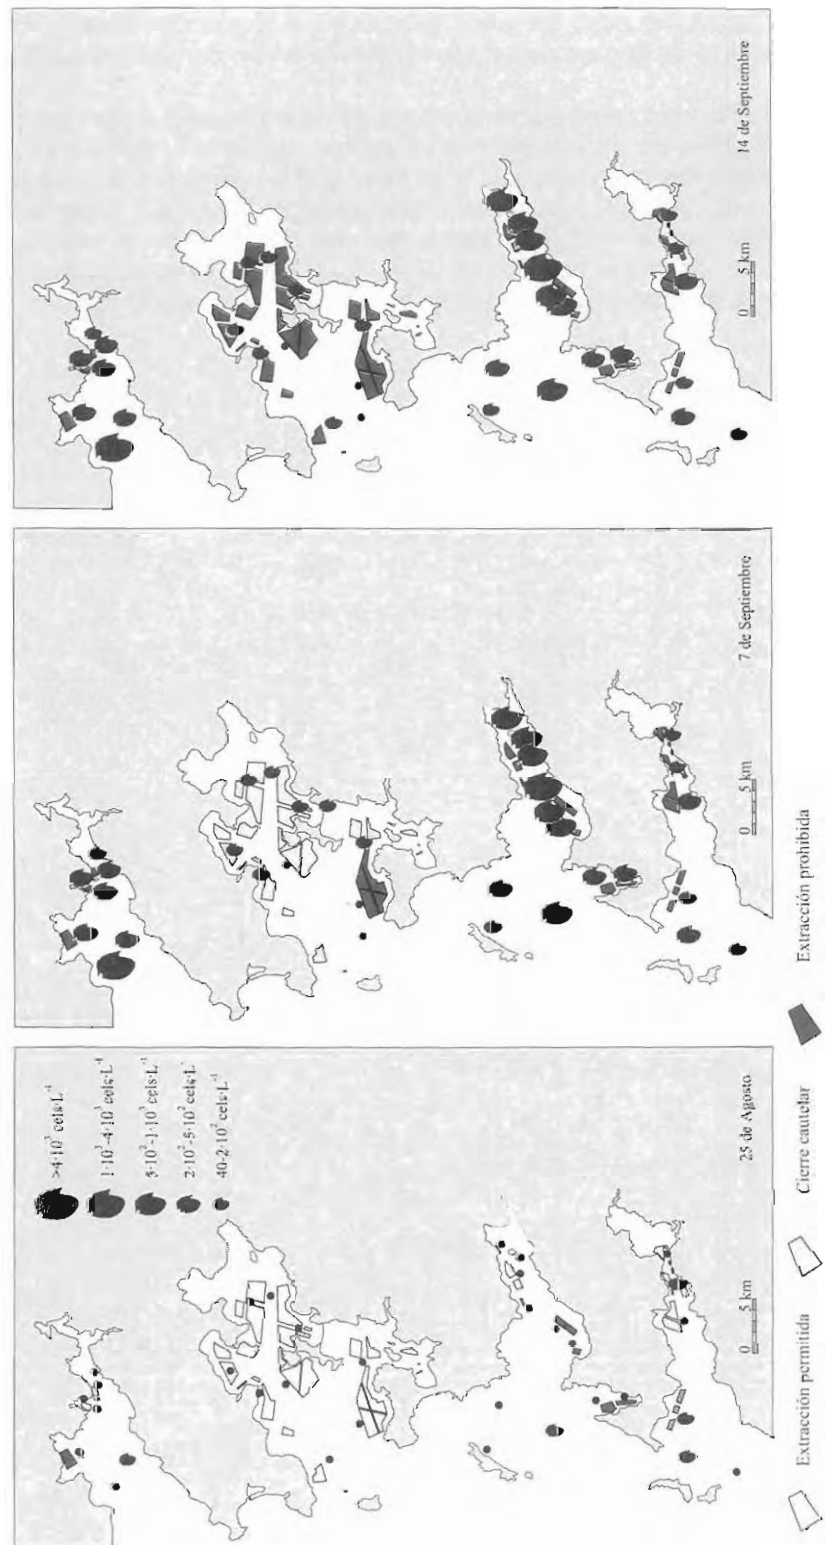 >4·10³ cels·L⁻¹
1·10³-4·10³ cels·L⁻¹
5·10²-1·10³ cels·L⁻¹
2·10²-5·10² cels·L⁻¹
40-2·10² cels·L⁻¹
25 de Agosto
0 5 km
7 de Septiembre
0 5 km
14 de Septiembre
0 5 km
Extracción permitida
Cierre cautelar
Extracción prohibida